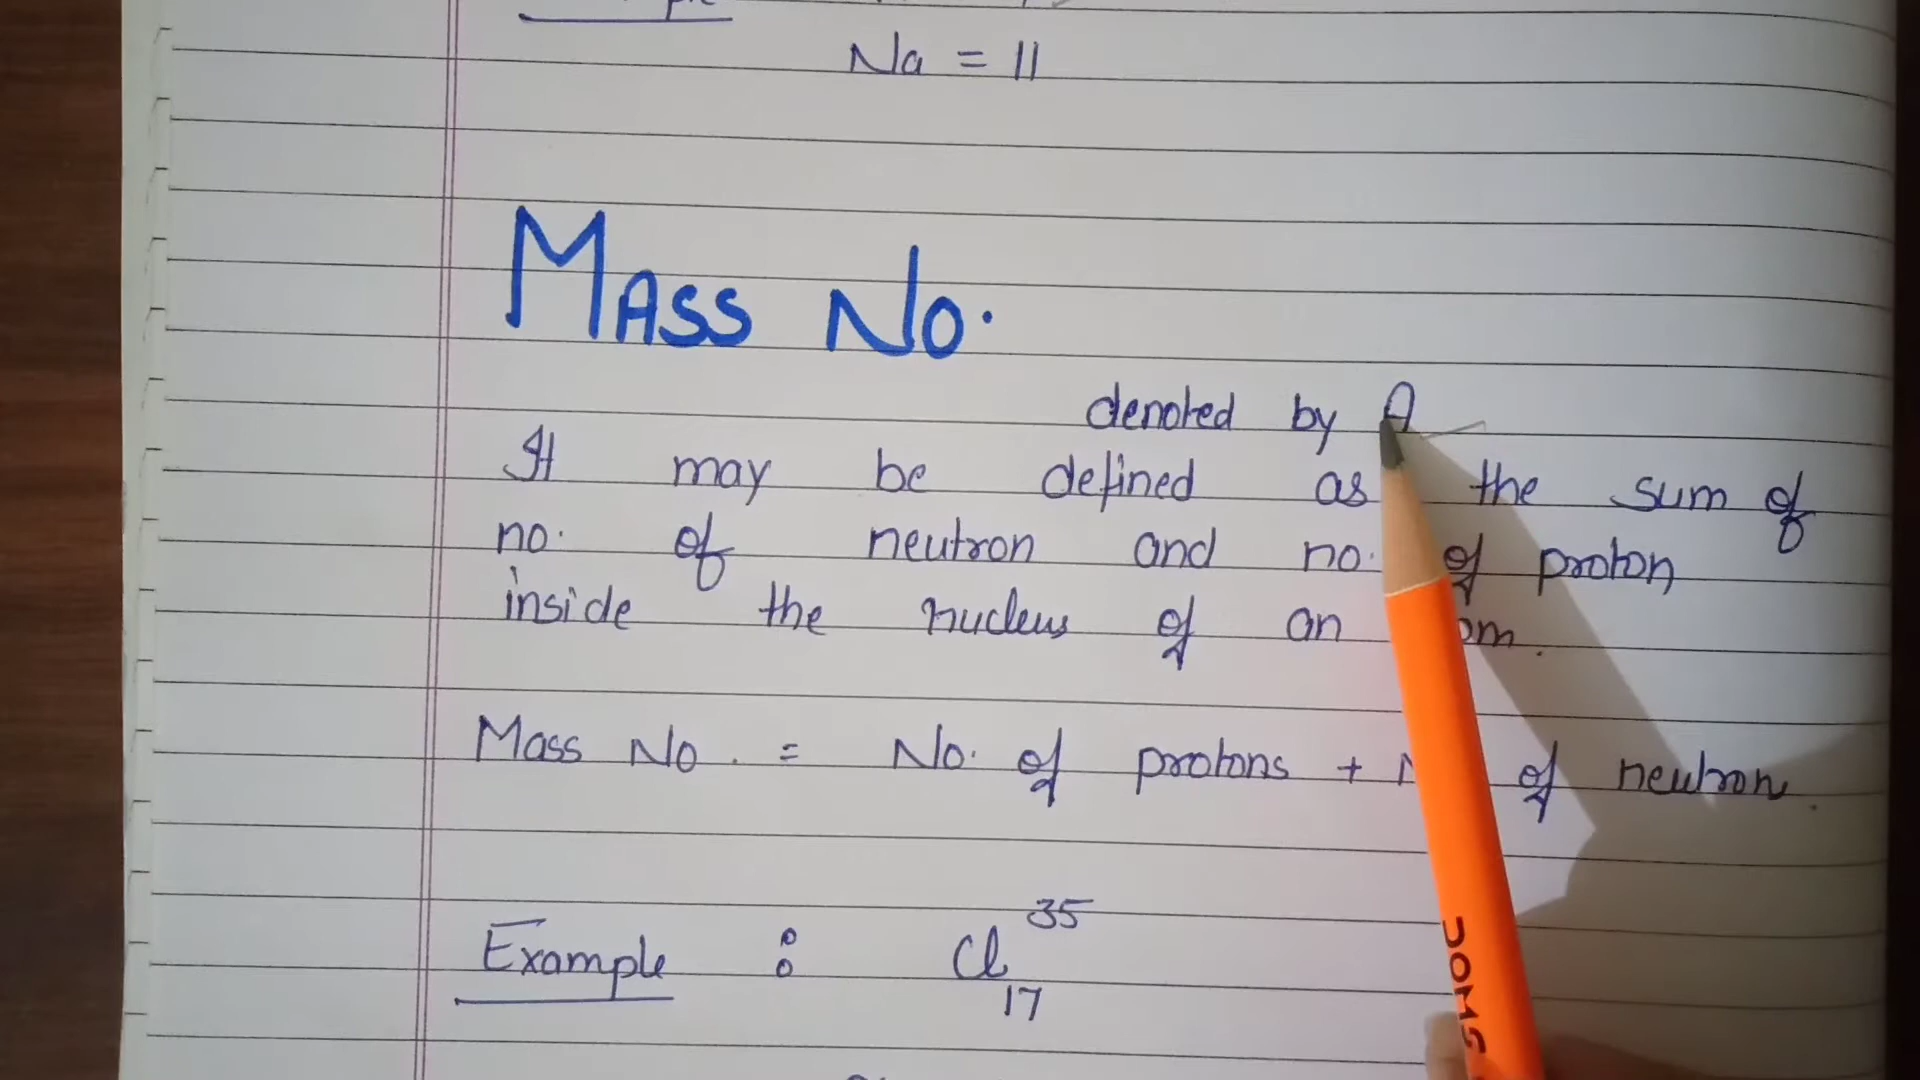 Na = 11
MASS NO.
denoted by A
It may be defined as the sum of
no. of neutron and no. of proton
inside the nucleus of an
Mass No. = No. of protons + of neutron.
35
Example : Cl
17
DOMS